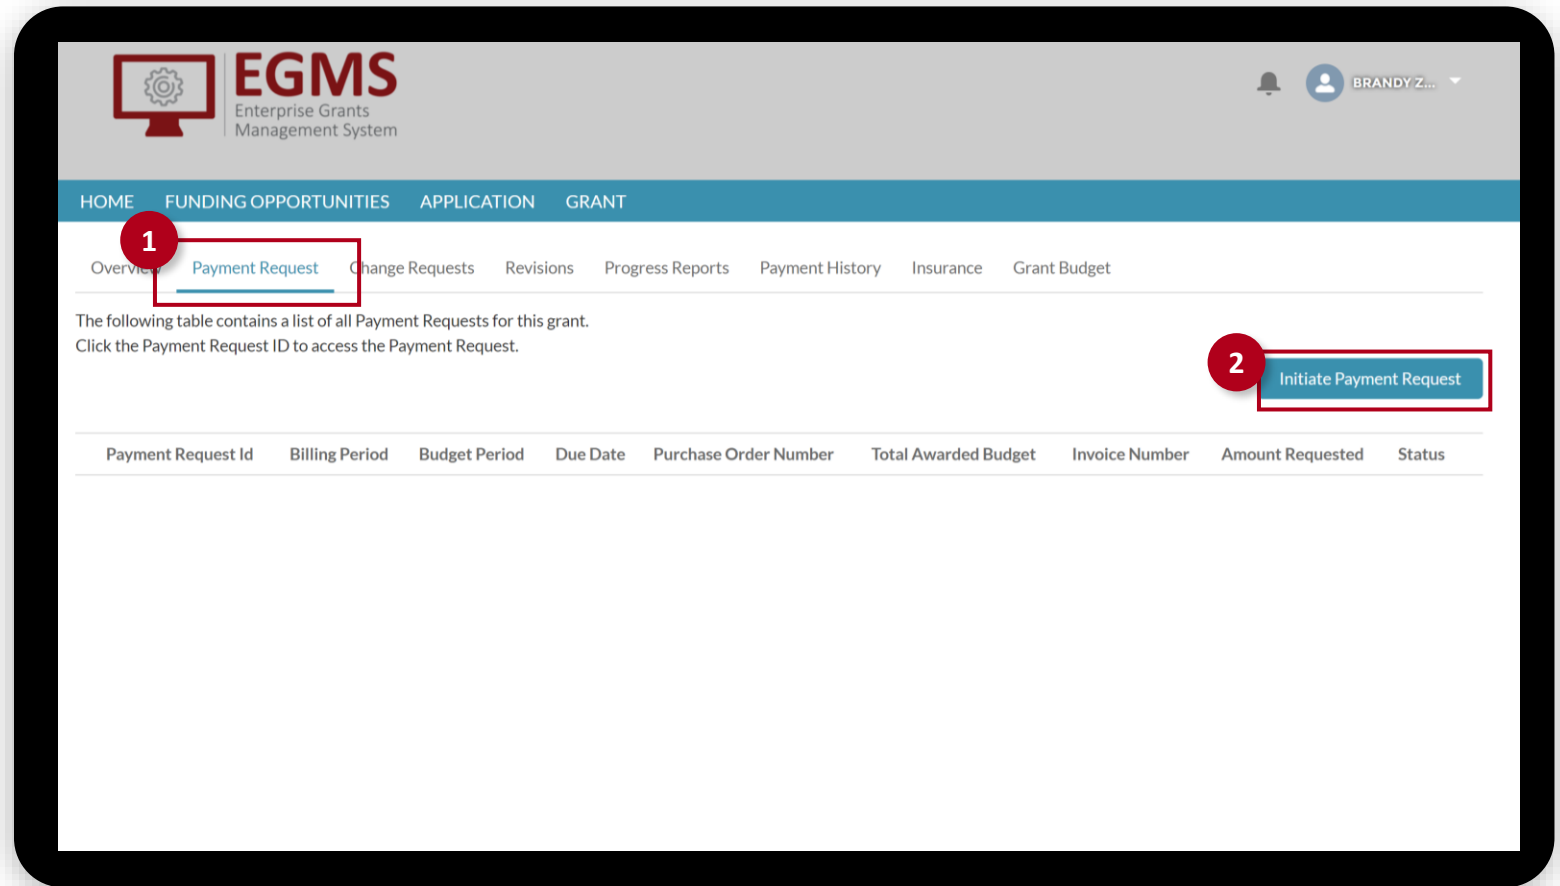 EGMS
Enterprise Grants
Management System
BRANDY Z...
HOME FUNDING OPPORTUNITIES APPLICATION GRANT
1
Overview Payment Request Change Requests Revisions Progress Reports Payment History Insurance Grant Budget
The following table contains a list of all Payment Requests for this grant.
Click the Payment Request ID to access the Payment Request.
2
Initiate Payment Request
Payment Request Id Billing Period Budget Period Due Date Purchase Order Number Total Awarded Budget Invoice Number Amount Requested Status